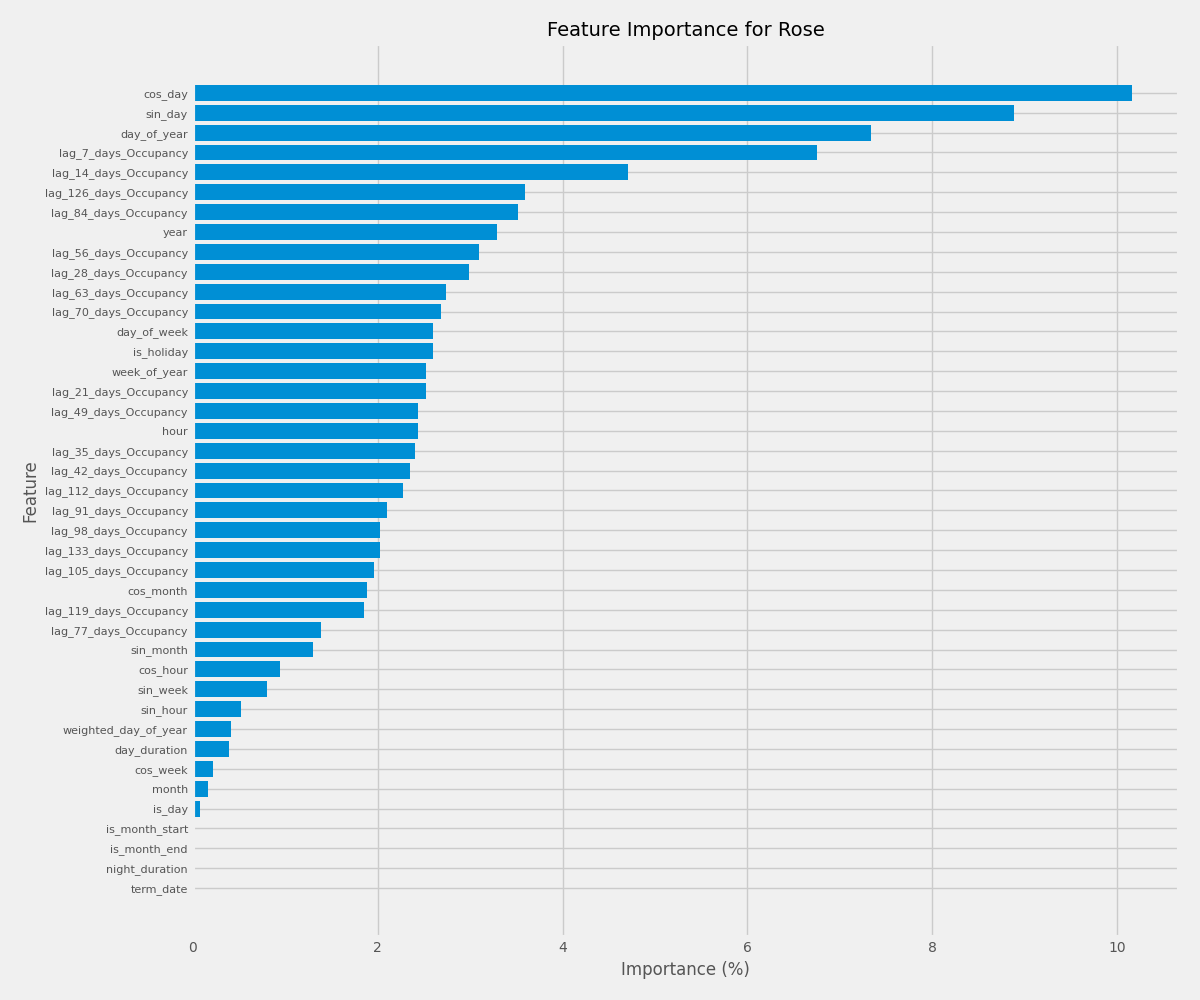 Feature Importance for Rose
Feature
cos_day
sin_day
day_of_year
lag_7_days_Occupancy
lag_14_days_Occupancy
lag_126_days_Occupancy
lag_84_days_Occupancy
year
lag_56_days_Occupancy
lag_28_days_Occupancy
lag_63_days_Occupancy
lag_70_days_Occupancy
day_of_week
is_holiday
week_of_year
lag_21_days_Occupancy
lag_49_days_Occupancy
hour
lag_35_days_Occupancy
lag_42_days_Occupancy
lag_112_days_Occupancy
lag_91_days_Occupancy
lag_98_days_Occupancy
lag_133_days_Occupancy
lag_105_days_Occupancy
cos_month
lag_119_days_Occupancy
lag_77_days_Occupancy
sin_month
cos_hour
sin_week
sin_hour
weighted_day_of_year
day_duration
cos_week
month
is_day
is_month_start
is_month_end
night_duration
term_date
0 2 4 6 8 10
Importance (%)